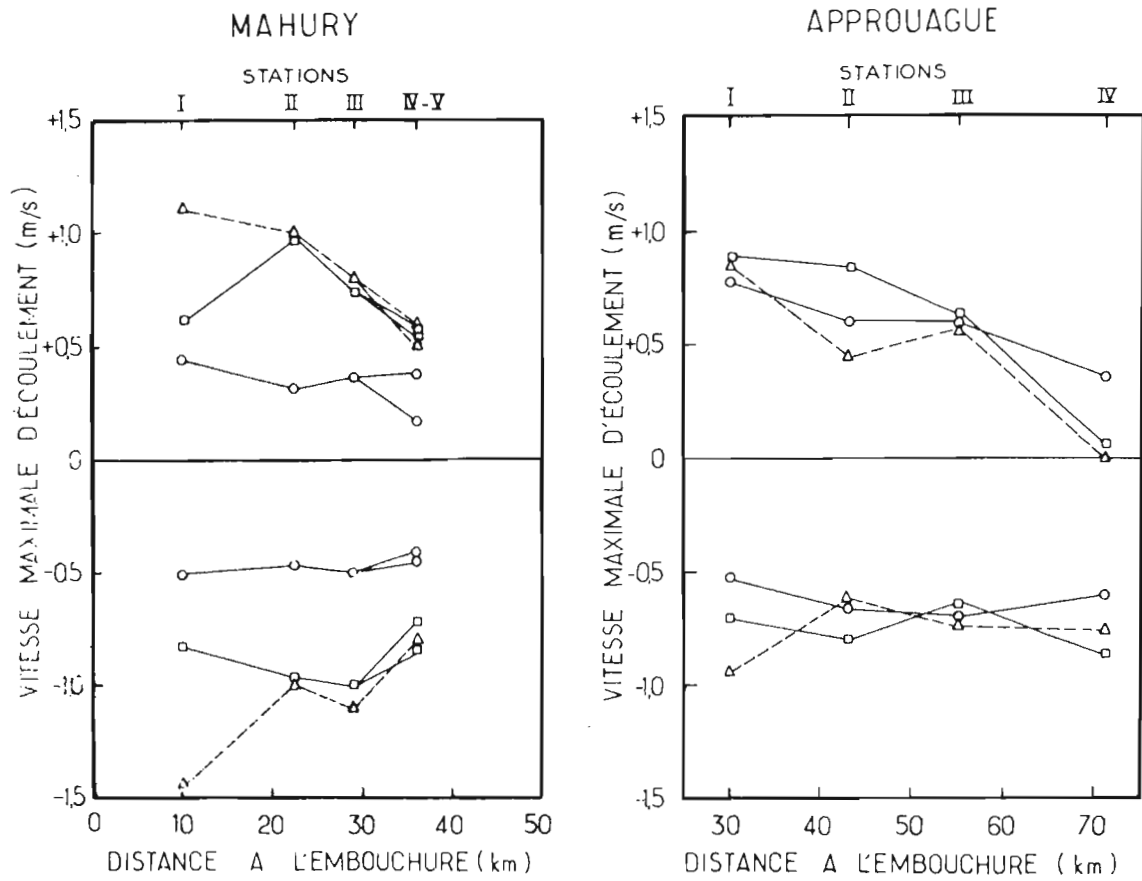 MAHURY
STATIONS
I II III IV-V
+1,5
+1,0
+0,5
0
-0,5
-1,0
-1,5
0 10 20 30 40 50
VITESSE MAXIMALE D'ÉCOULEMENT (m/s)
DISTANCE A L'EMBOUCHURE (km)
APPROUAGUE
STATIONS
I II III IV
+1,5
+1,0
+0,5
0
-0,5
-1,0
-1,5
30 40 50 60 70
VITESSE MAXIMALE D'ÉCOULEMENT (m/s)
DISTANCE A L'EMBOUCHURE (km)